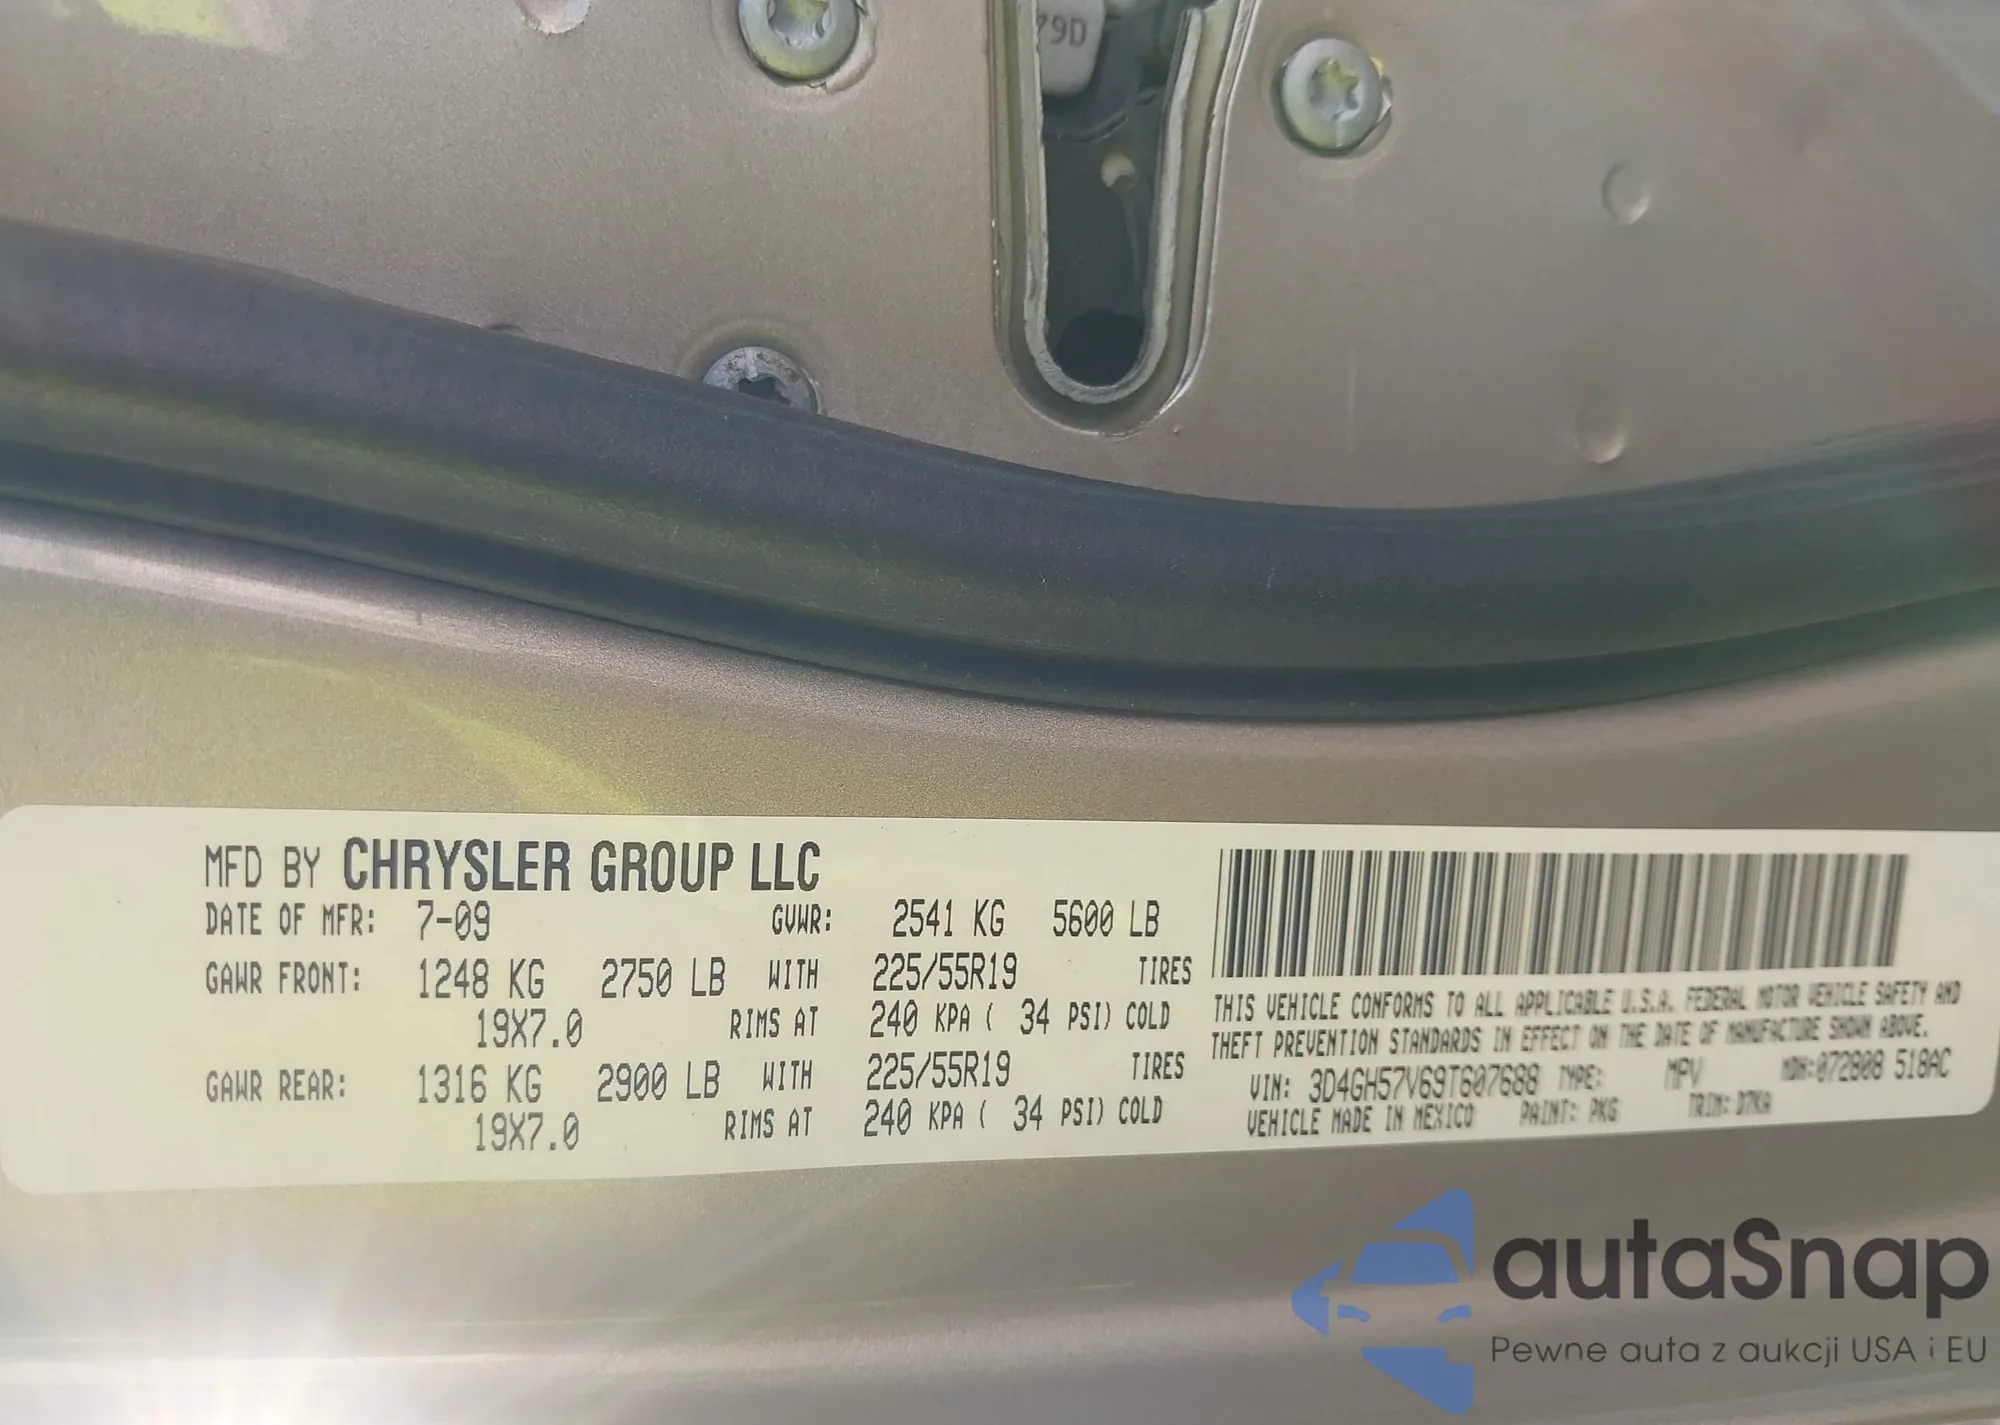 79D
MFD BY CHRYSLER GROUP LLC
DATE OF MFR: 7-09 GVWR: 2541 KG 5600 LB
GAWR FRONT: 1248 KG 2750 LB WITH 225/55R19 TIRES
19X7.0 RIMS AT 240 KPA ( 34 PSI) COLD
GAWR REAR: 1316 KG 2900 LB WITH 225/55R19 TIRES
19X7.0 RIMS AT 240 KPA ( 34 PSI) COLD
THIS VEHICLE CONFORMS TO ALL APPLICABLE U.S.A. FEDERAL MOTOR VEHICLE SAFETY AND
THEFT PREVENTION STANDARDS IN EFFECT ON THE DATE OF MANUFACTURE SHOWN ABOVE.
VIN: 3D4GH57V69T607688 TYPE: MPV MDH:072808 518AC
VEHICLE MADE IN MEXICO PAINT: PKG TRIM: D7KA
autaSnap
Pewne auta z aukcji USA i EU